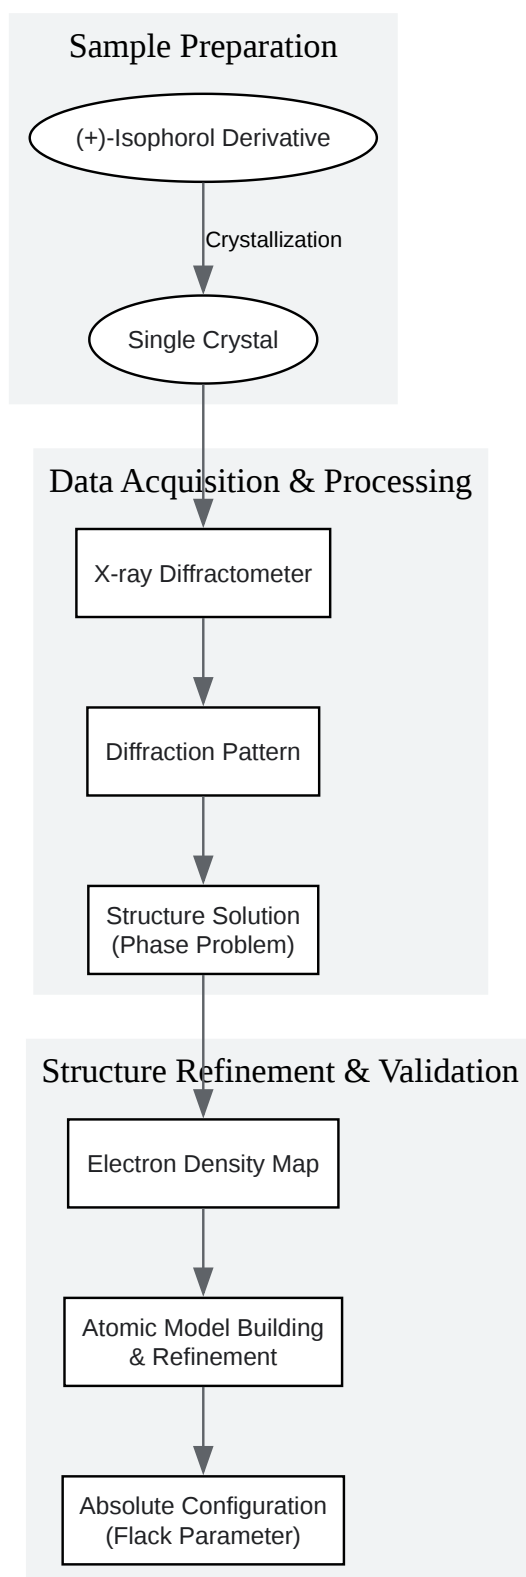 Sample Preparation
(+)-Isophorol Derivative
Crystallization
Single Crystal
Data Acquisition & Processing
X-ray Diffractometer
Diffraction Pattern
Structure Solution
(Phase Problem)
Structure Refinement & Validation
Electron Density Map
Atomic Model Building
& Refinement
Absolute Configuration
(Flack Parameter)